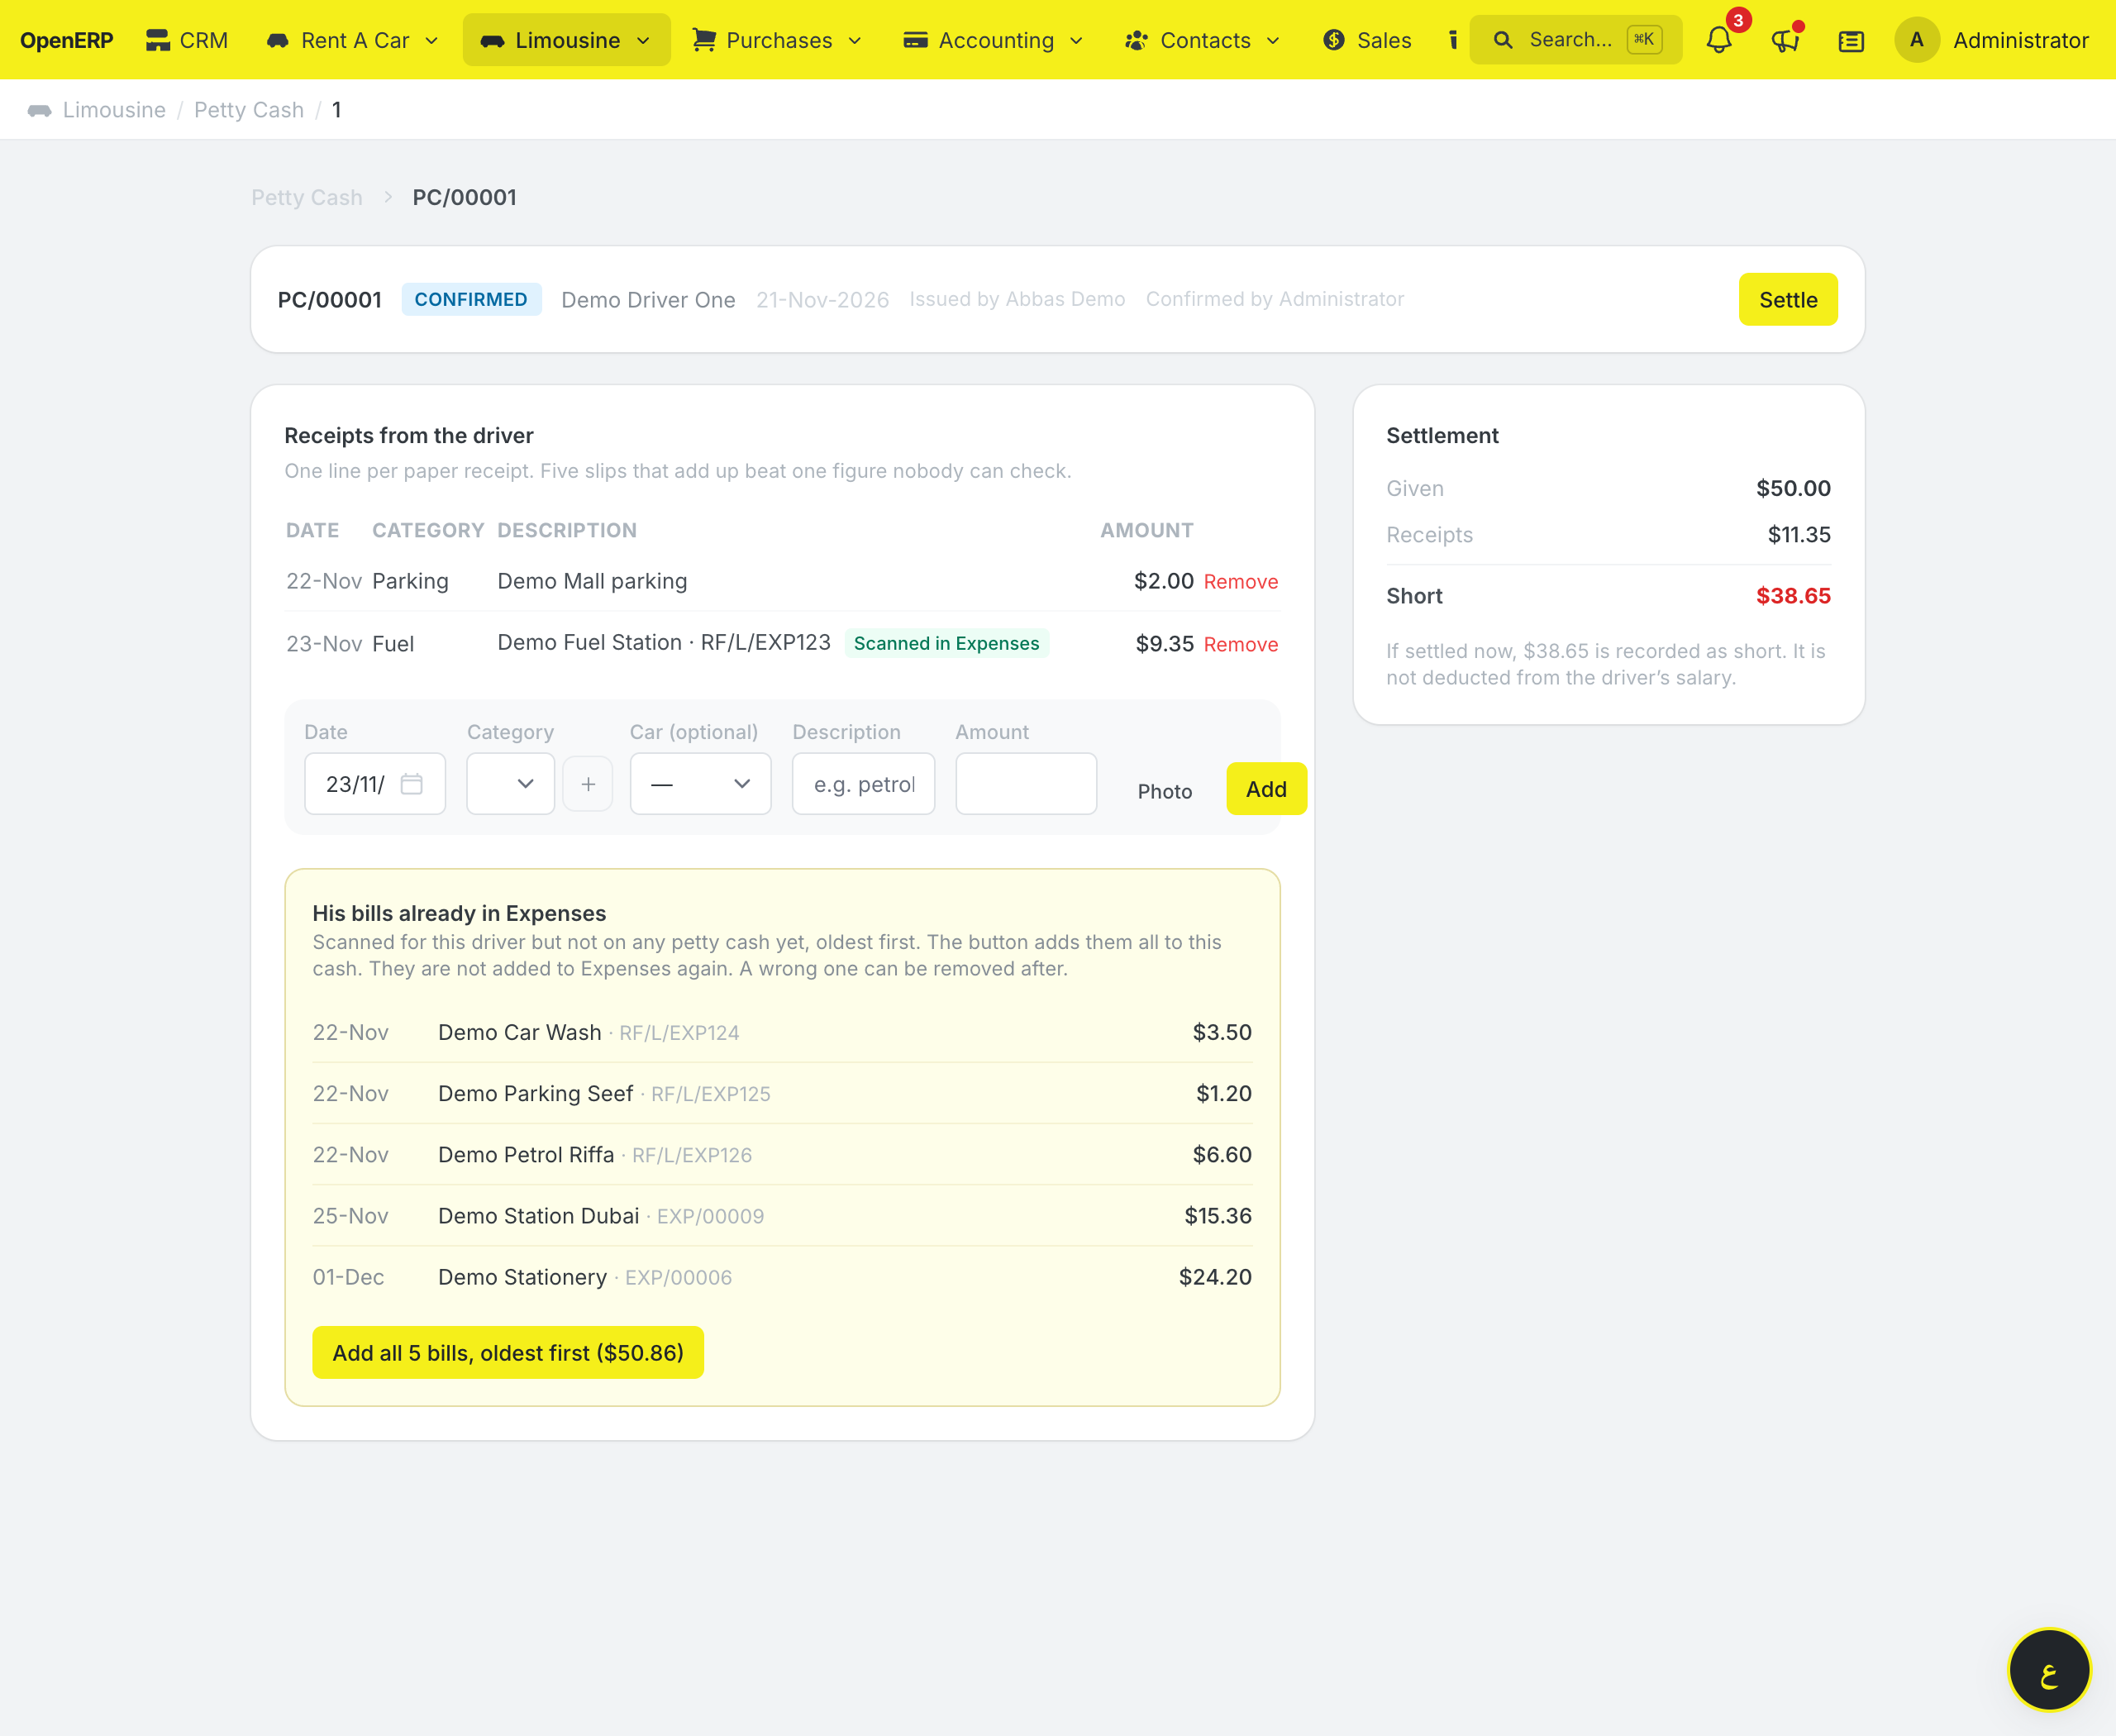 OpenERP CRM Rent A Car Limousine Purchases Accounting Contacts Sales Search... ⌘K 3 A Administrator
Limousine / Petty Cash / 1
Petty Cash > PC/00001
PC/00001 CONFIRMED Demo Driver One 21-Nov-2026 Issued by Abbas Demo Confirmed by Administrator Settle
Receipts from the driver
One line per paper receipt. Five slips that add up beat one figure nobody can check.
DATE CATEGORY DESCRIPTION AMOUNT
22-Nov Parking Demo Mall parking $2.00 Remove
23-Nov Fuel Demo Fuel Station · RF/L/EXP123 Scanned in Expenses $9.35 Remove
Date Category Car (optional) Description Amount
23/11/ + — e.g. petrol Photo Add
His bills already in Expenses
Scanned for this driver but not on any petty cash yet, oldest first. The button adds them all to this
cash. They are not added to Expenses again. A wrong one can be removed after.
22-Nov Demo Car Wash · RF/L/EXP124 $3.50
22-Nov Demo Parking Seef · RF/L/EXP125 $1.20
22-Nov Demo Petrol Riffa · RF/L/EXP126 $6.60
25-Nov Demo Station Dubai · EXP/00009 $15.36
01-Dec Demo Stationery · EXP/00006 $24.20
Add all 5 bills, oldest first ($50.86)
Settlement
Given $50.00
Receipts $11.35
Short $38.65
If settled now, $38.65 is recorded as short. It is
not deducted from the driver’s salary.
ع